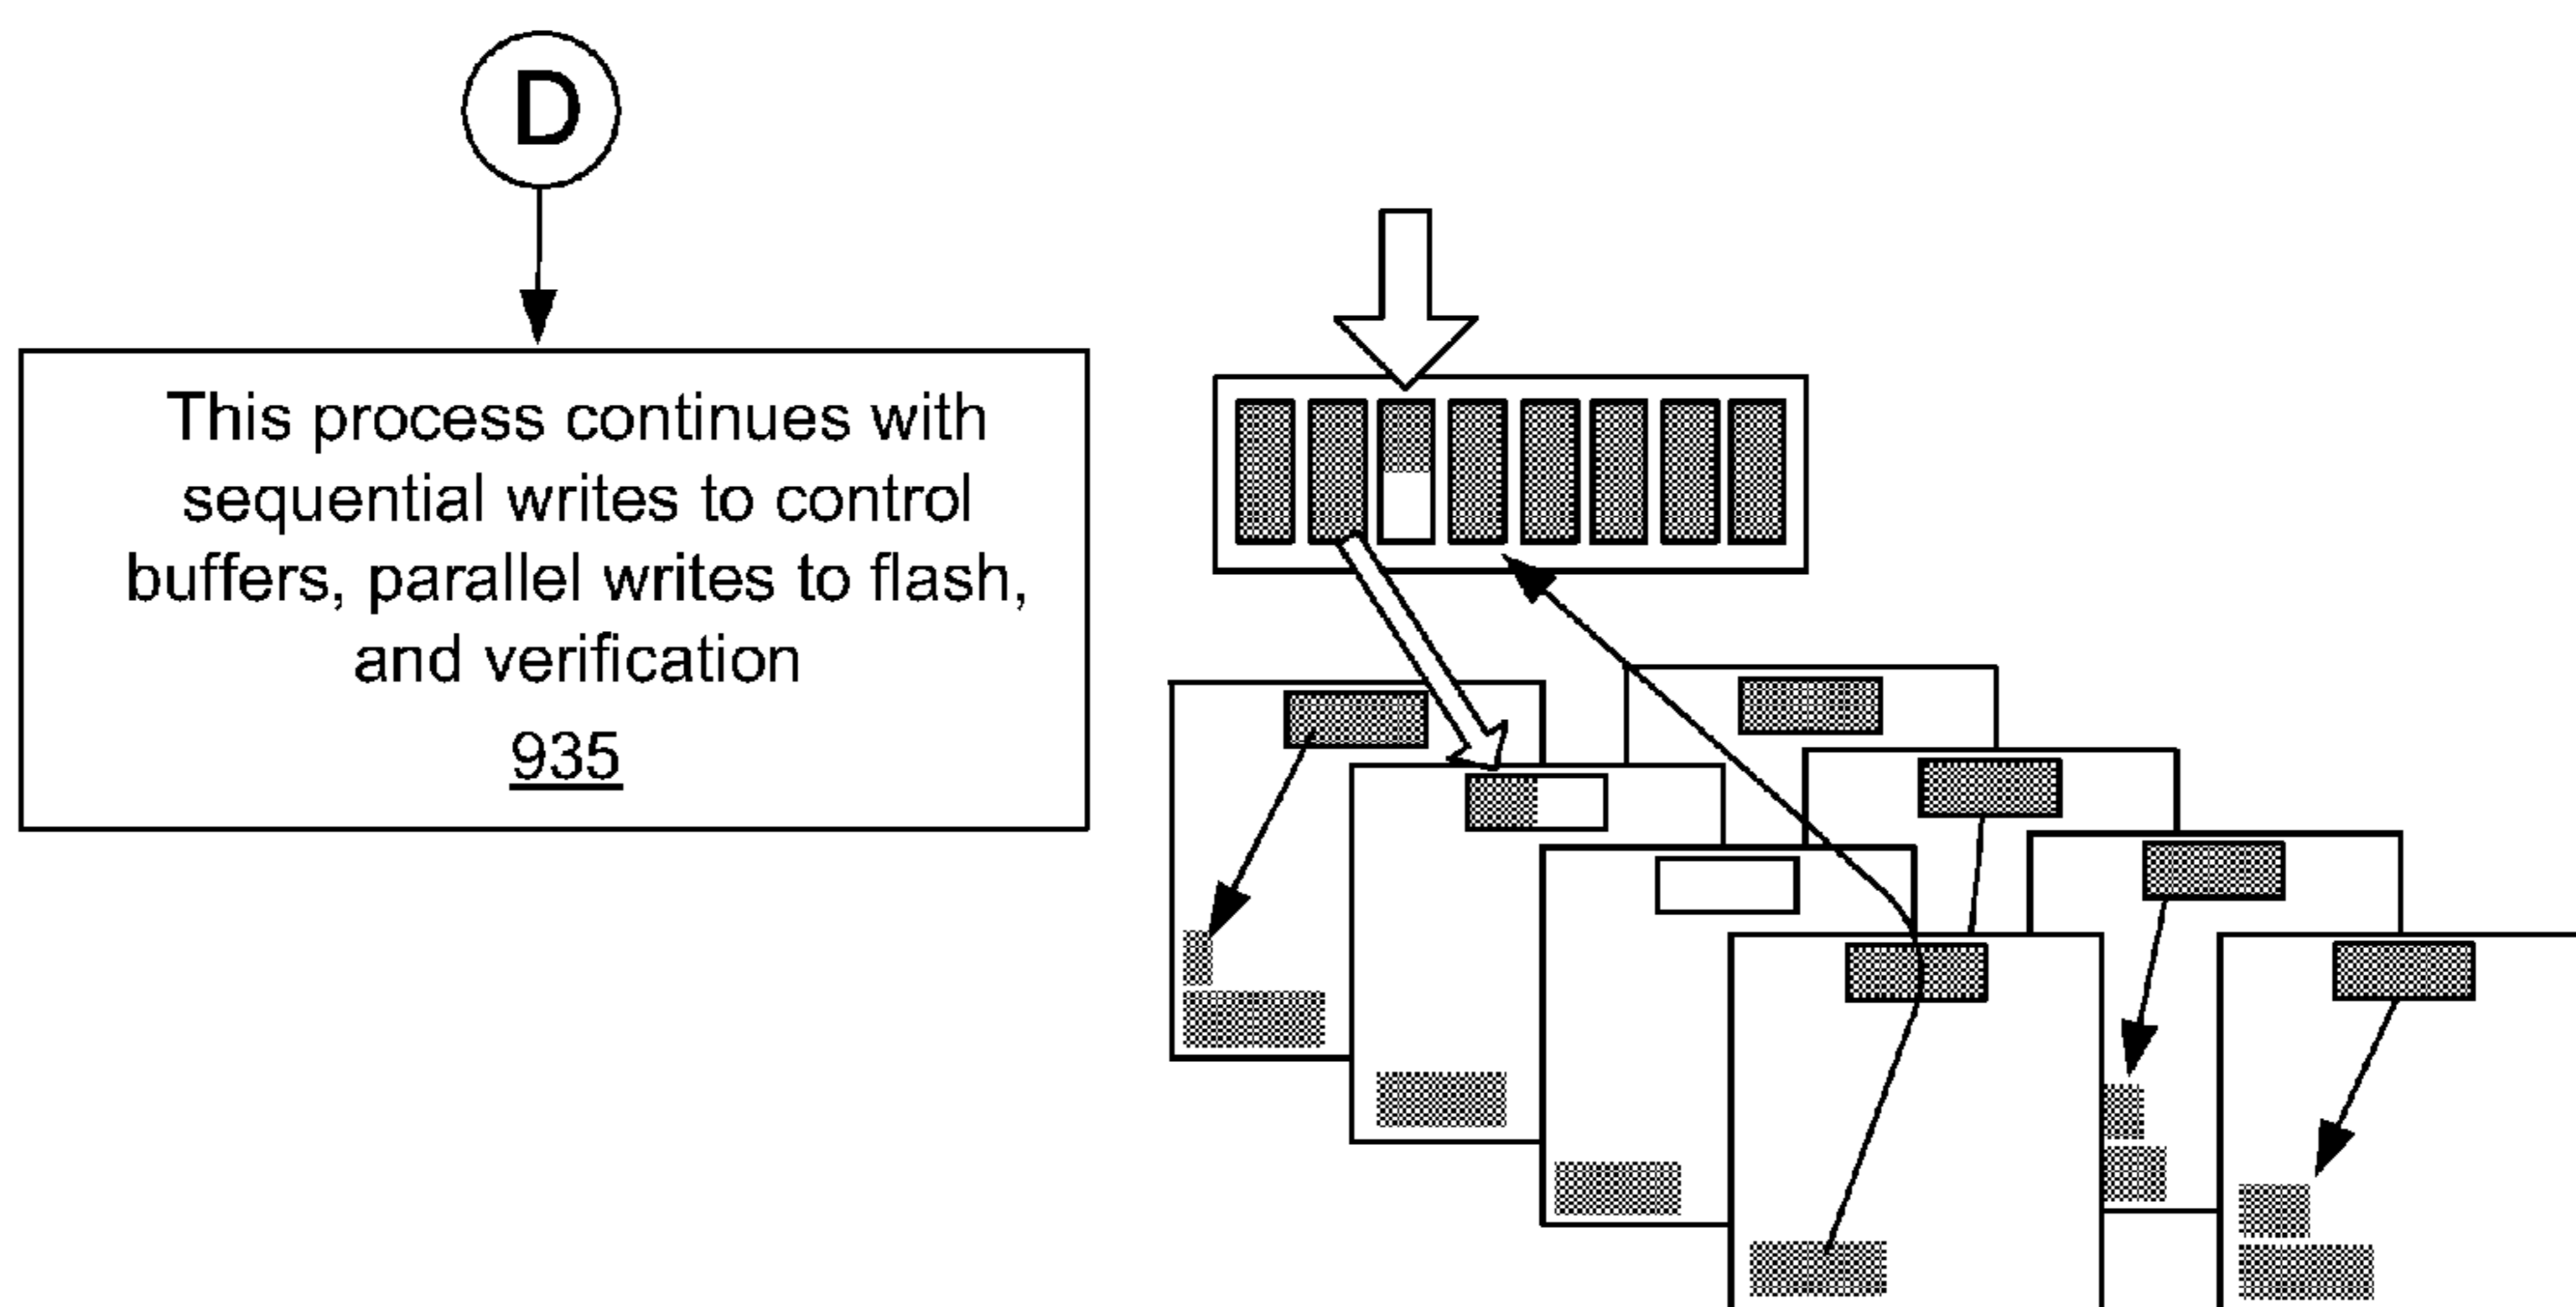 D
This process continues with
sequential writes to control
buffers, parallel writes to flash,
and verification
935